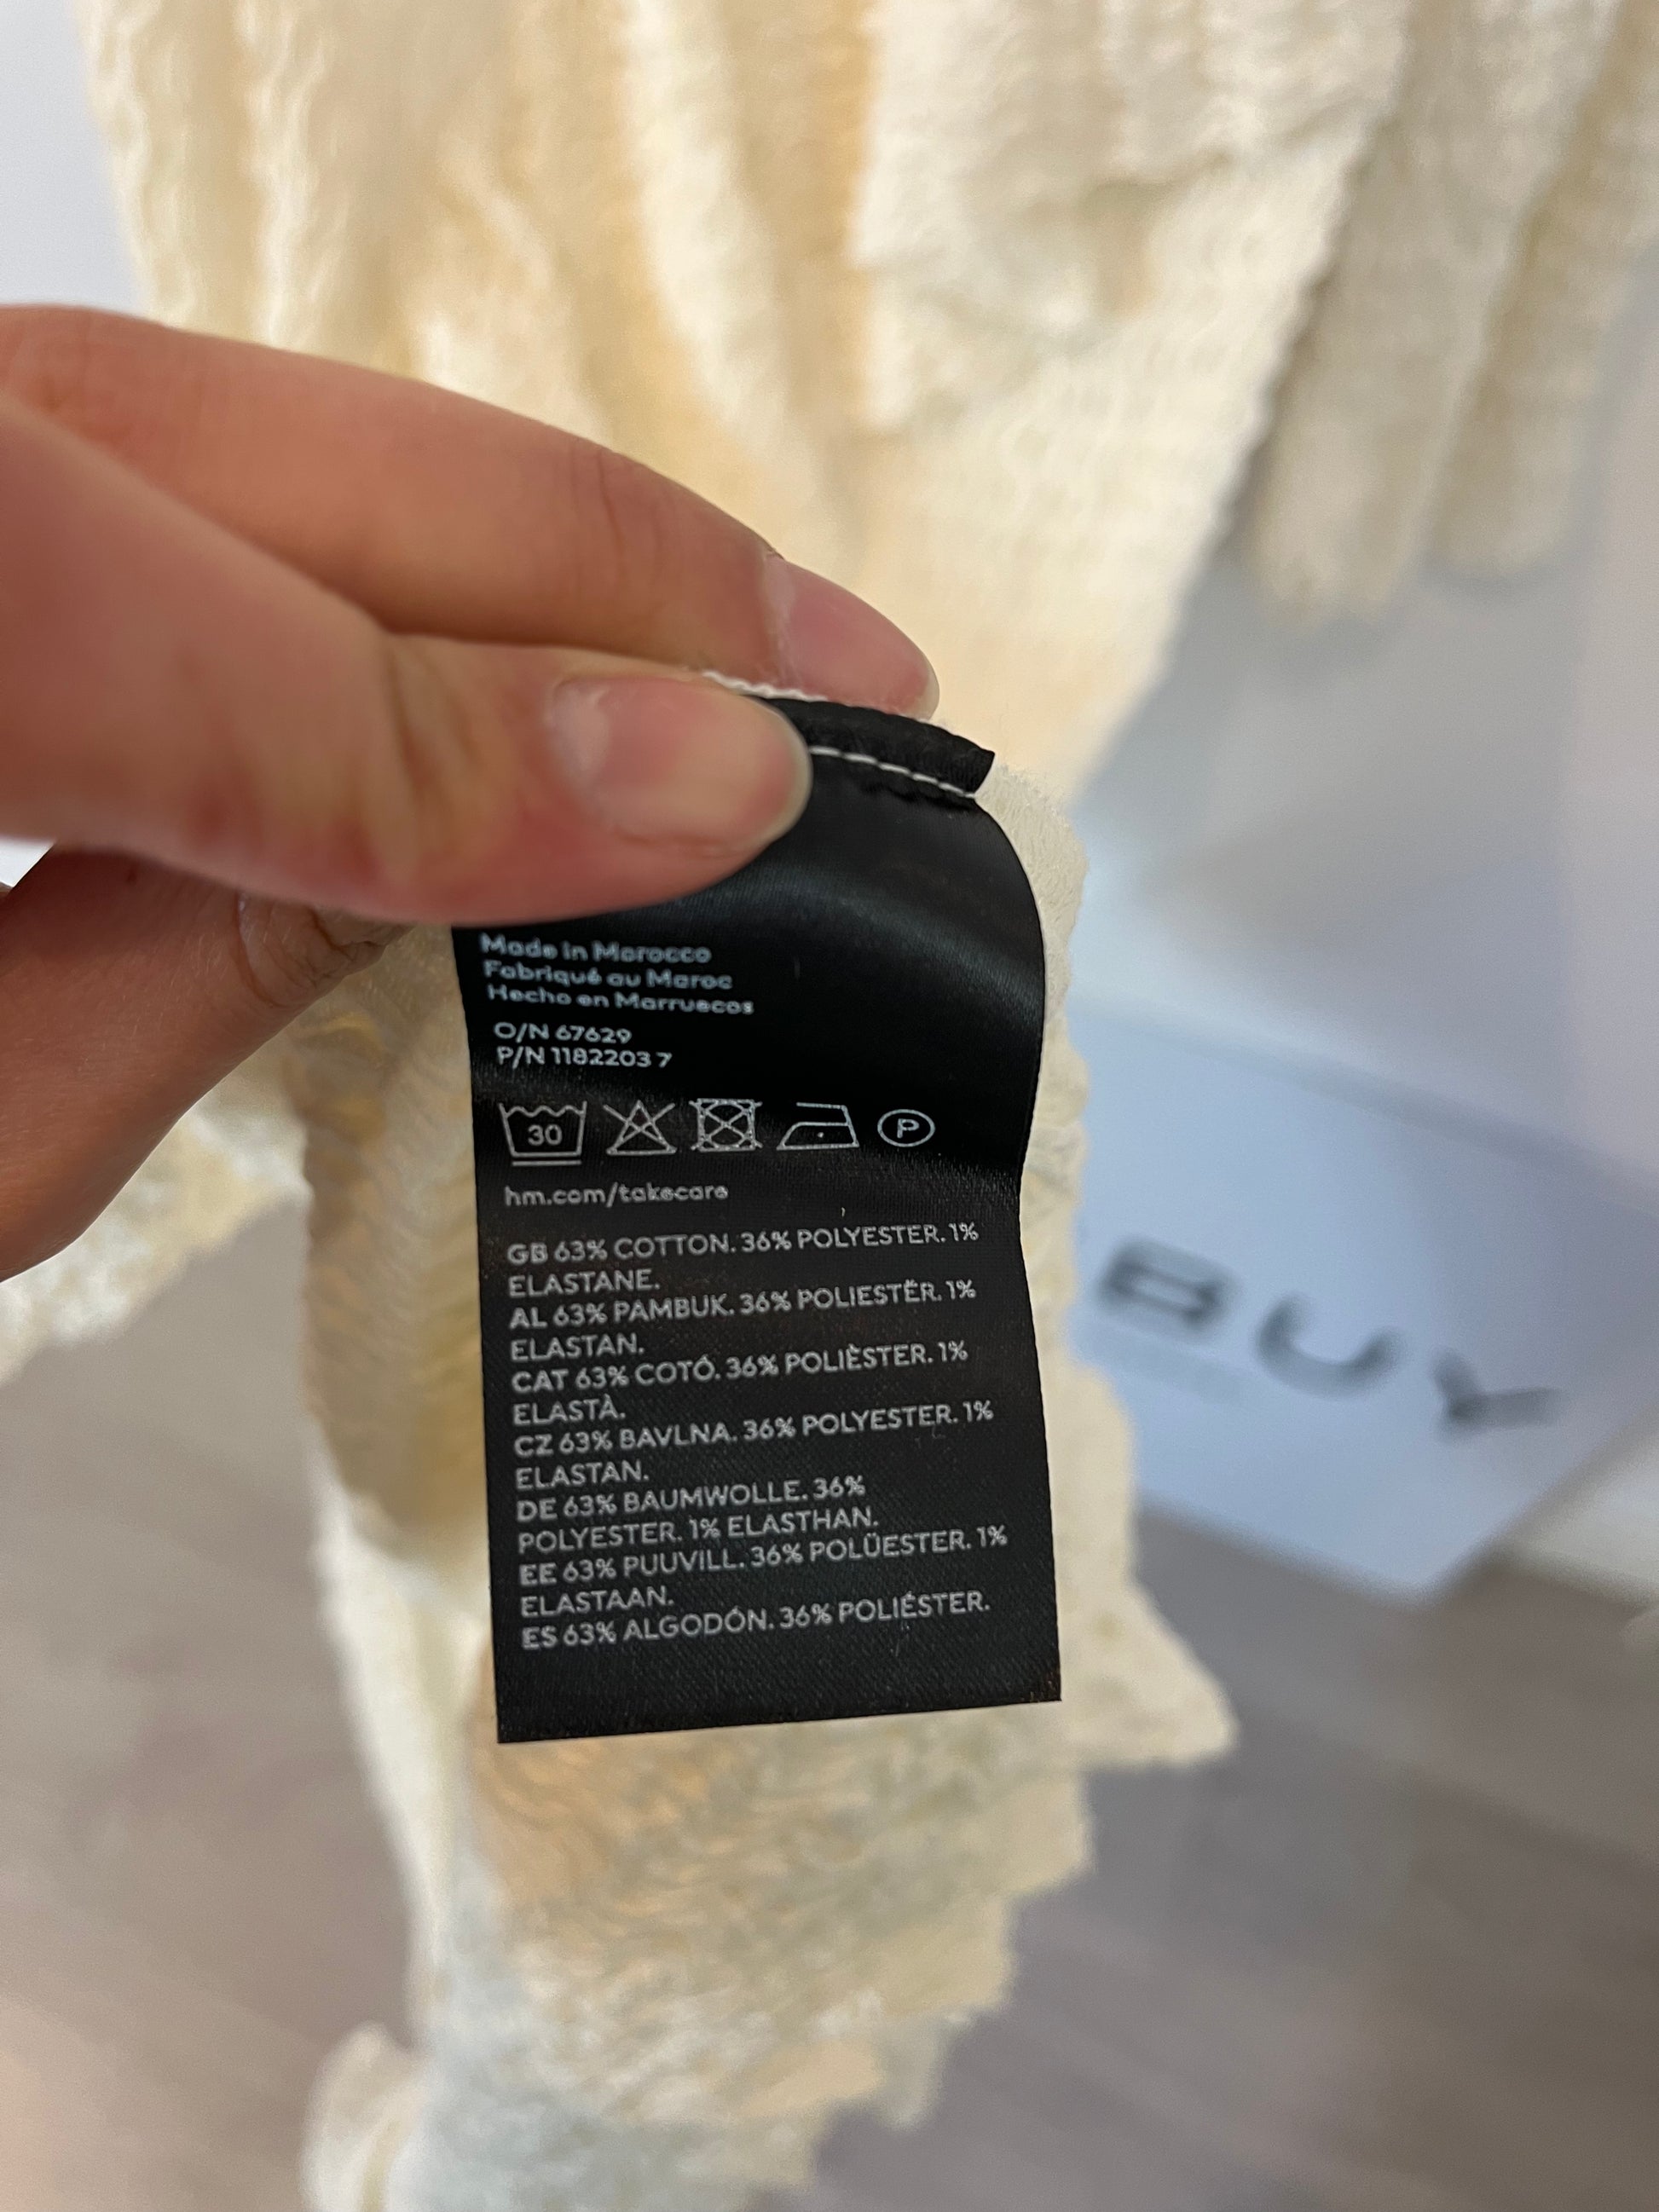 Made in Morocco
Fabriqué au Maroc
Hecho en Marruecos
O/N 67629
P/N 1182203 7
30
P
hm.com/takecare
GB 63% COTTON. 36% POLYESTER. 1%
ELASTANE.
AL 63% PAMBUK. 36% POLIESTËR. 1%
ELASTAN.
CAT 63% COTÓ. 36% POLIÈSTER. 1%
ELASTÀ.
CZ 63% BAVLNA. 36% POLYESTER. 1%
ELASTAN.
DE 63% BAUMWOLLE. 36%
POLYESTER. 1% ELASTHAN.
EE 63% PUUVILL. 36% POLÜESTER. 1%
ELASTAAN.
ES 63% ALGODÓN. 36% POLIÉSTER.
BUY